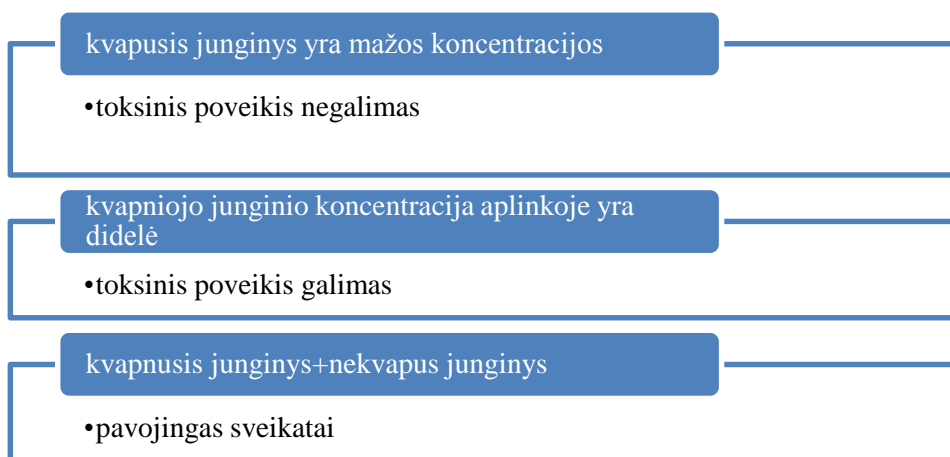 kvapusis junginys yra mažos koncentracijos
•toksinis poveikis negalimas
kvapniojo junginio koncentracija aplinkoje yra
didelė
•toksinis poveikis galimas
kvapnusis junginys+nekvapus junginys
•pavojingas sveikatai